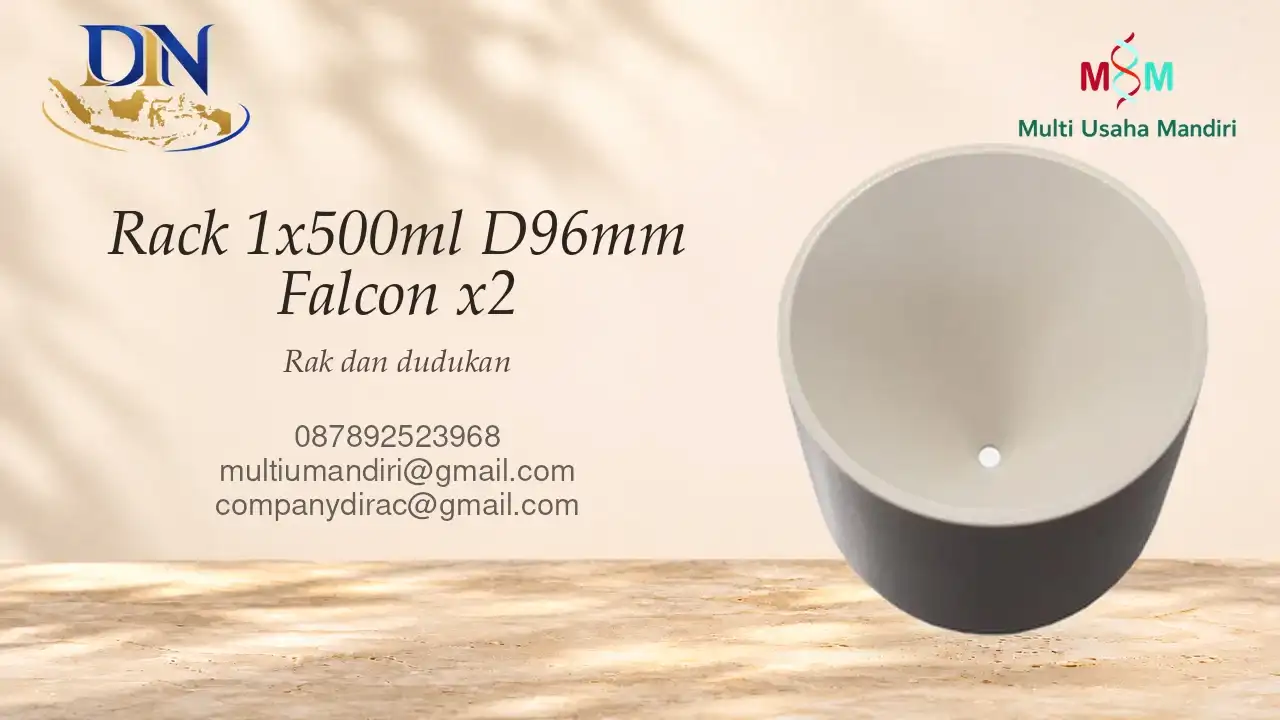 DN
MSM
Multi Usaha Mandiri
Rack 1x500ml D96mm
Falcon x2
Rak dan dudukan
087892523968
multiumandiri@gmail.com
companydirac@gmail.com